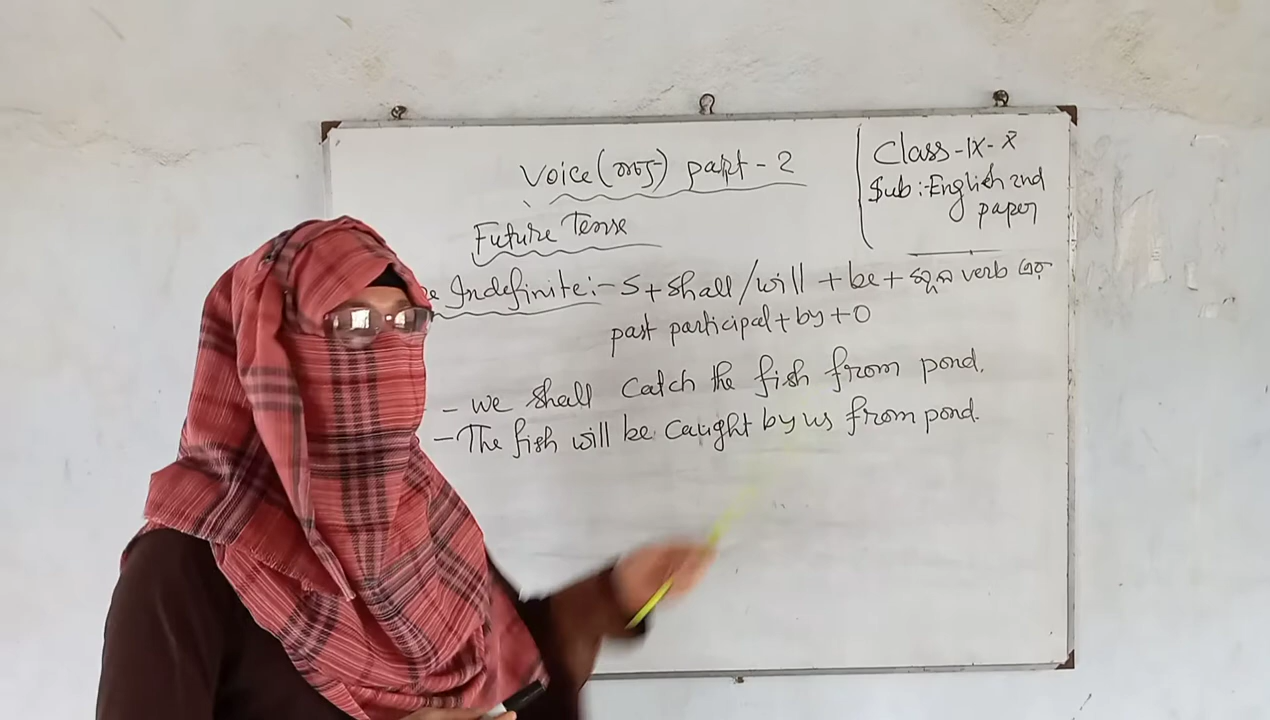 Voice (বাচ্য) part - 2
Class - IX - X
Sub :- English 2nd
paper
Future Tense
Indefinite :- S + shall / will + be + মূল verb এর
past participal + by + O
- we shall catch the fish from pond.
- The fish will be caught by us from pond.